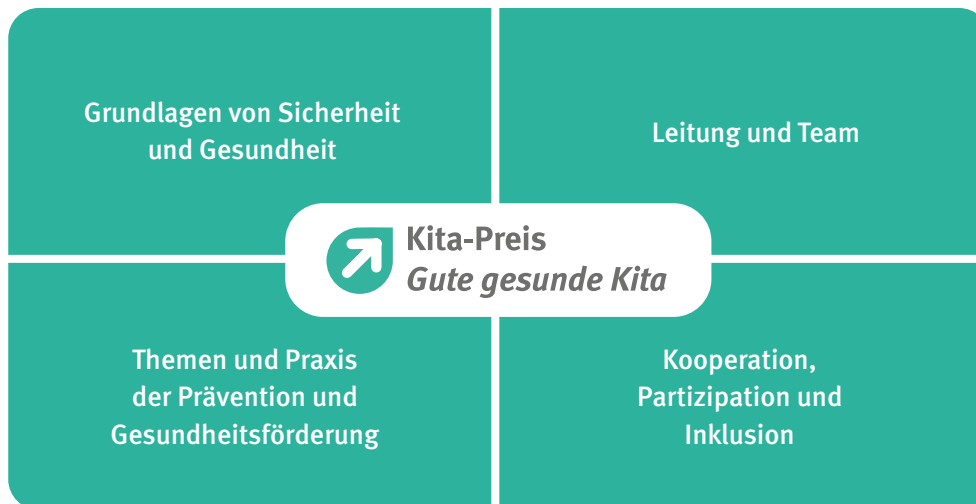 Grundlagen von Sicherheit
und Gesundheit
Leitung und Team
Kita-Preis
Gute gesunde Kita
Themen und Praxis
der Prävention und
Gesundheitsförderung
Kooperation,
Partizipation und
Inklusion